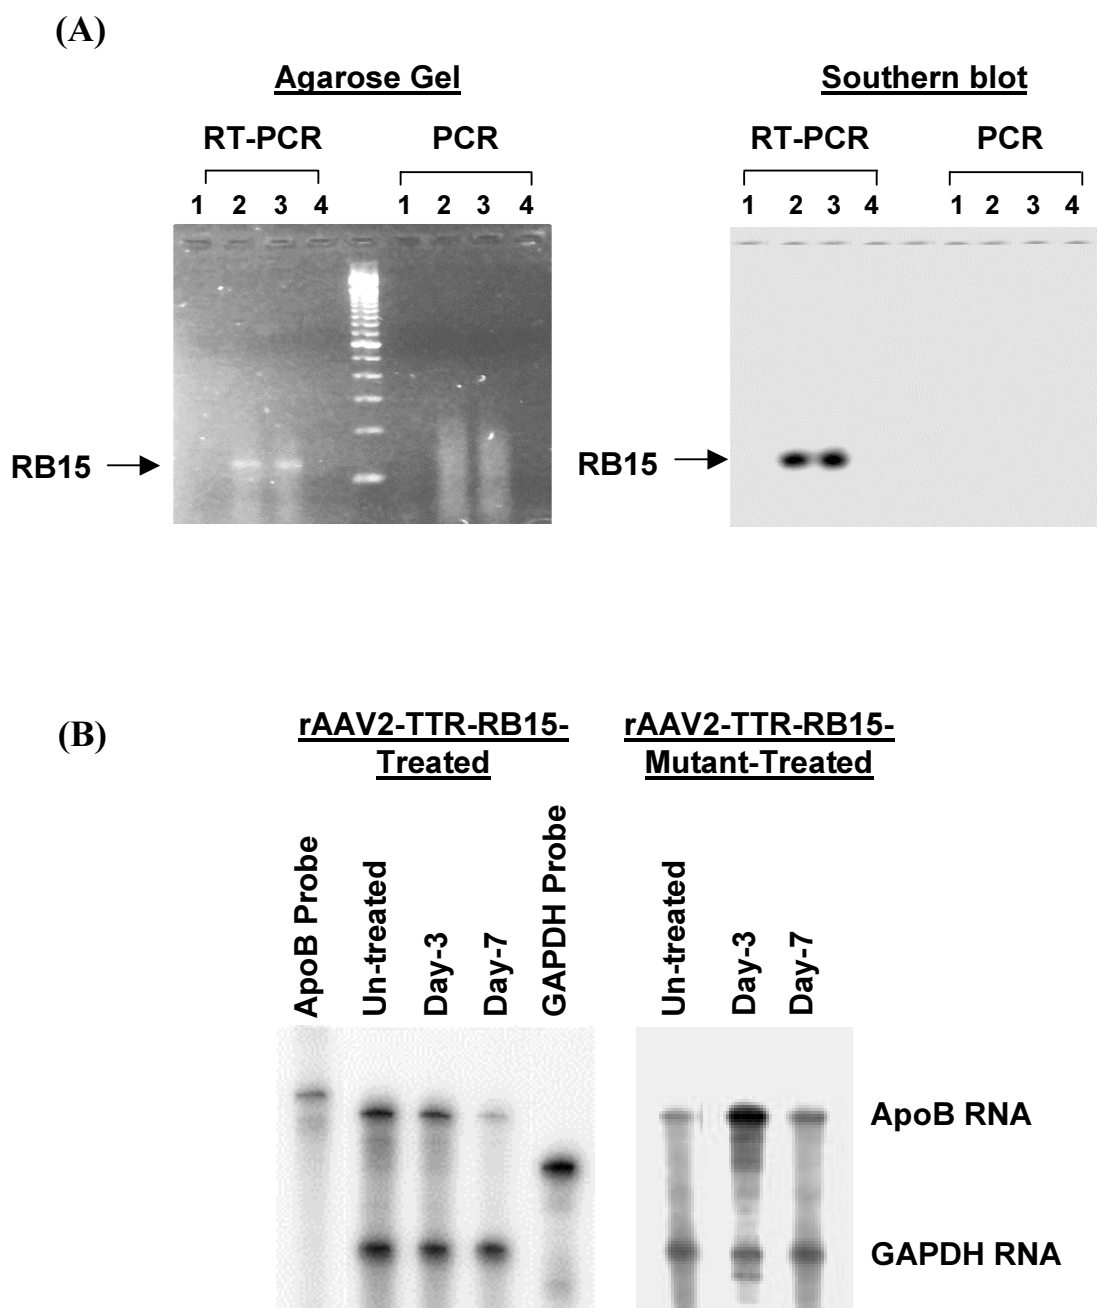 (A)
Agarose Gel
Southern blot
RT-PCR
PCR
RT-PCR
PCR
1 2 3 4 1 2 3 4
1 2 3 4 1 2 3 4
RB15
RB15
(B)
rAAV2-TTR-RB15-
Treated
rAAV2-TTR-RB15-
Mutant-Treated
ApoB Probe
Un-treated
Day-3
Day-7
GAPDH Probe
Un-treated
Day-3
Day-7
ApoB RNA
GAPDH RNA